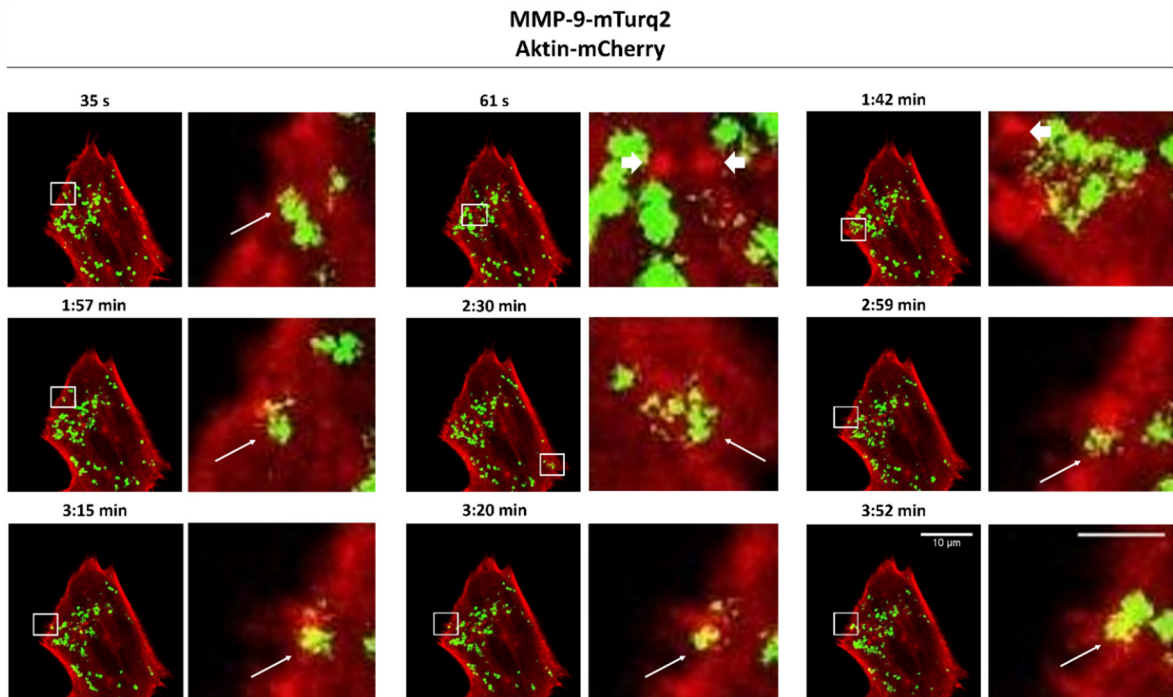 MMP-9-mTurq2
Aktin-mCherry
35 s
61 s
1:42 min
1:57 min
2:30 min
2:59 min
3:15 min
3:20 min
3:52 min
10 µm